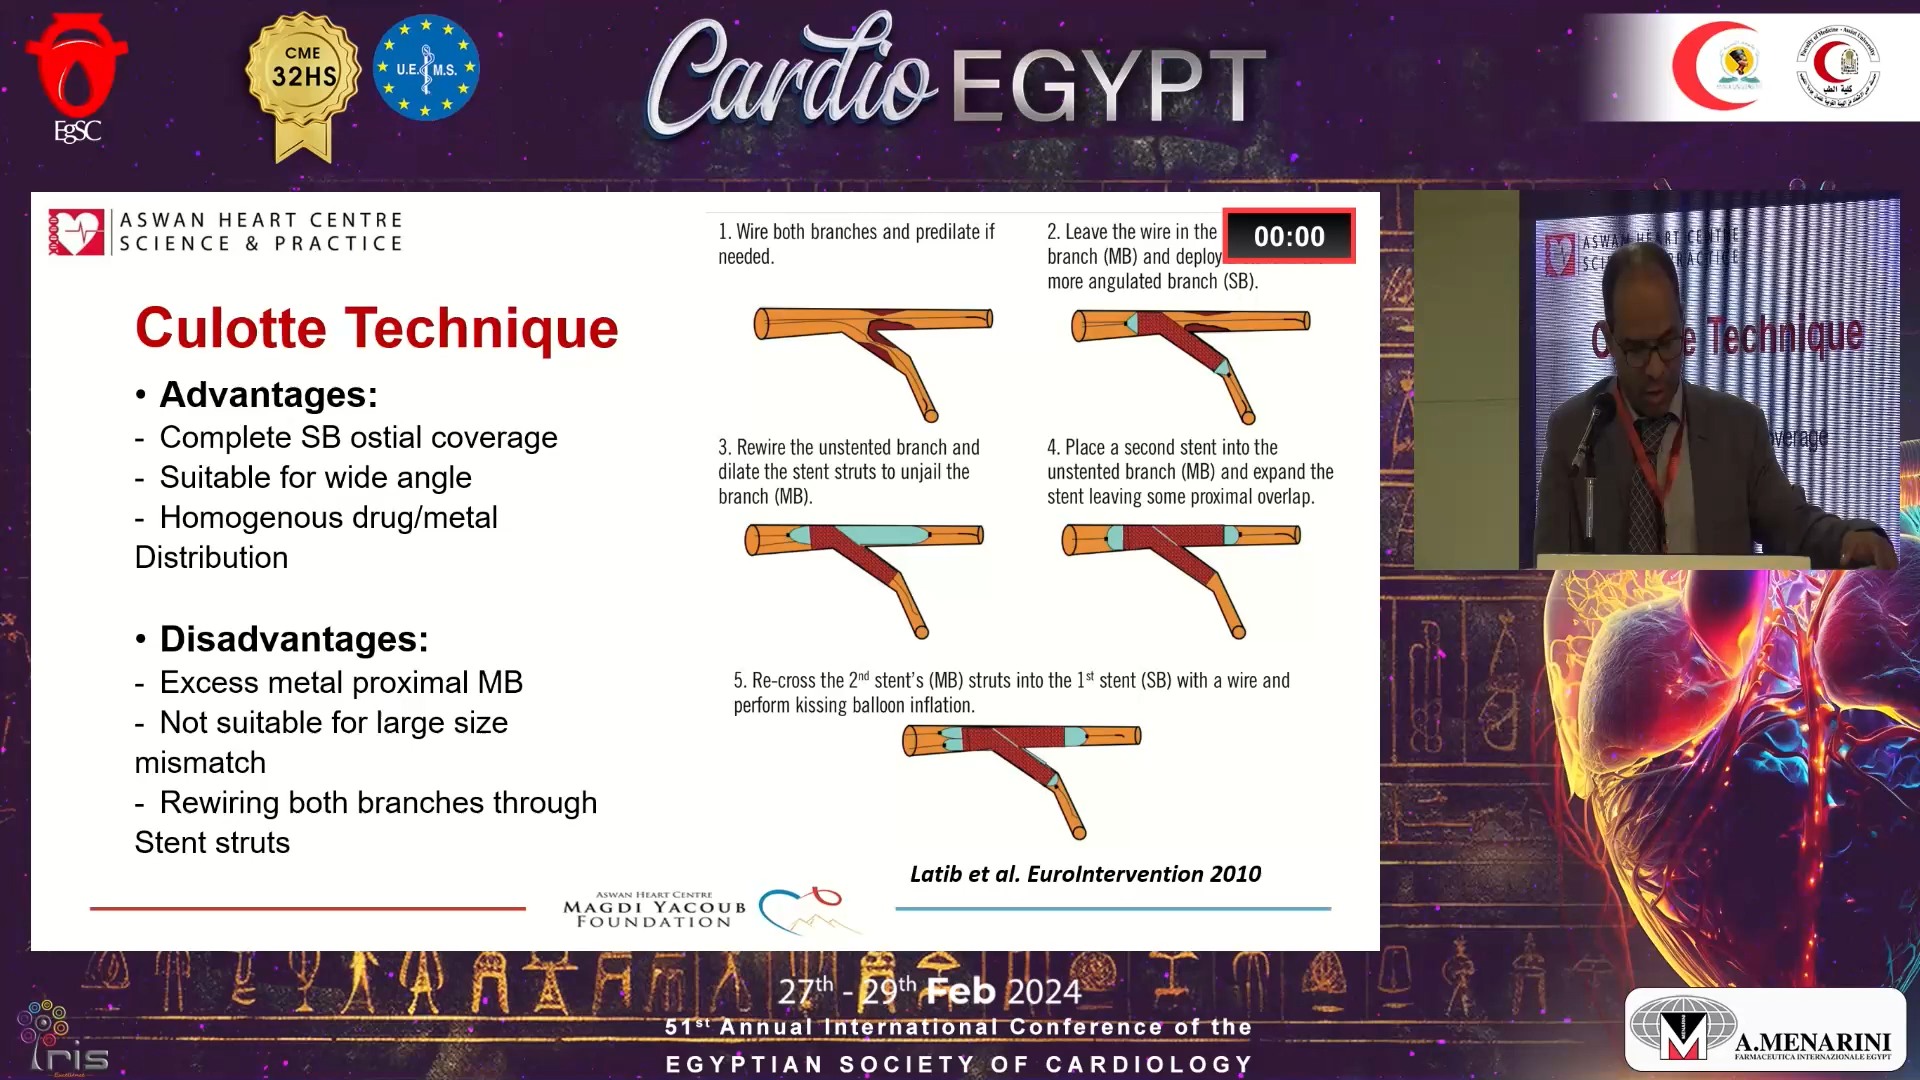 EgSC
CME
32HS
U.E.M.S.
Cardio EGYPT
كلية الطب
ASWAN HEART CENTRE
SCIENCE & PRACTICE
Culotte Technique
• Advantages:
- Complete SB ostial coverage
- Suitable for wide angle
- Homogenous drug/metal
Distribution
• Disadvantages:
- Excess metal proximal MB
- Not suitable for large size
mismatch
- Rewiring both branches through
Stent struts
1. Wire both branches and predilate if
needed.
2. Leave the wire in the
branch (MB) and deploy
more angulated branch (SB).
00:00
3. Rewire the unstented branch and
dilate the stent struts to unjail the
branch (MB).
4. Place a second stent into the
unstented branch (MB) and expand the
stent leaving some proximal overlap.
5. Re-cross the 2nd stent's (MB) struts into the 1st stent (SB) with a wire and
perform kissing balloon inflation.
Latib et al. EuroIntervention 2010
ASWAN HEART CENTRE
MAGDI YACOUB
FOUNDATION
ASWAN HEART CENTRE
Technique
27th - 29th Feb 2024
51st Annual International Conference of the
EGYPTIAN SOCIETY OF CARDIOLOGY
iris
A.MENARINI
FARMACEUTICA INTERNAZIONALE EGYPT